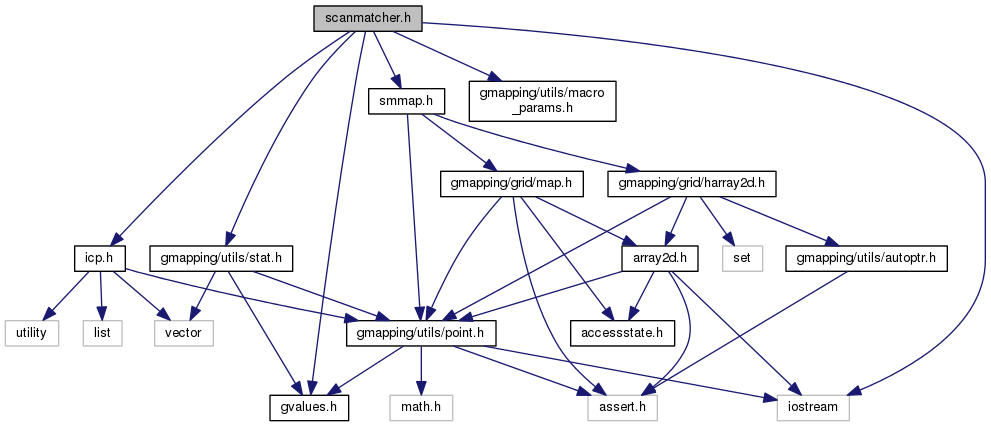 scanmatcher.h
smmap.h
gmapping/utils/macro
_params.h
gmapping/grid/map.h
gmapping/grid/harray2d.h
icp.h
gmapping/utils/stat.h
array2d.h
set
gmapping/utils/autoptr.h
utility
list
vector
gmapping/utils/point.h
accessstate.h
gvalues.h
math.h
assert.h
iostream